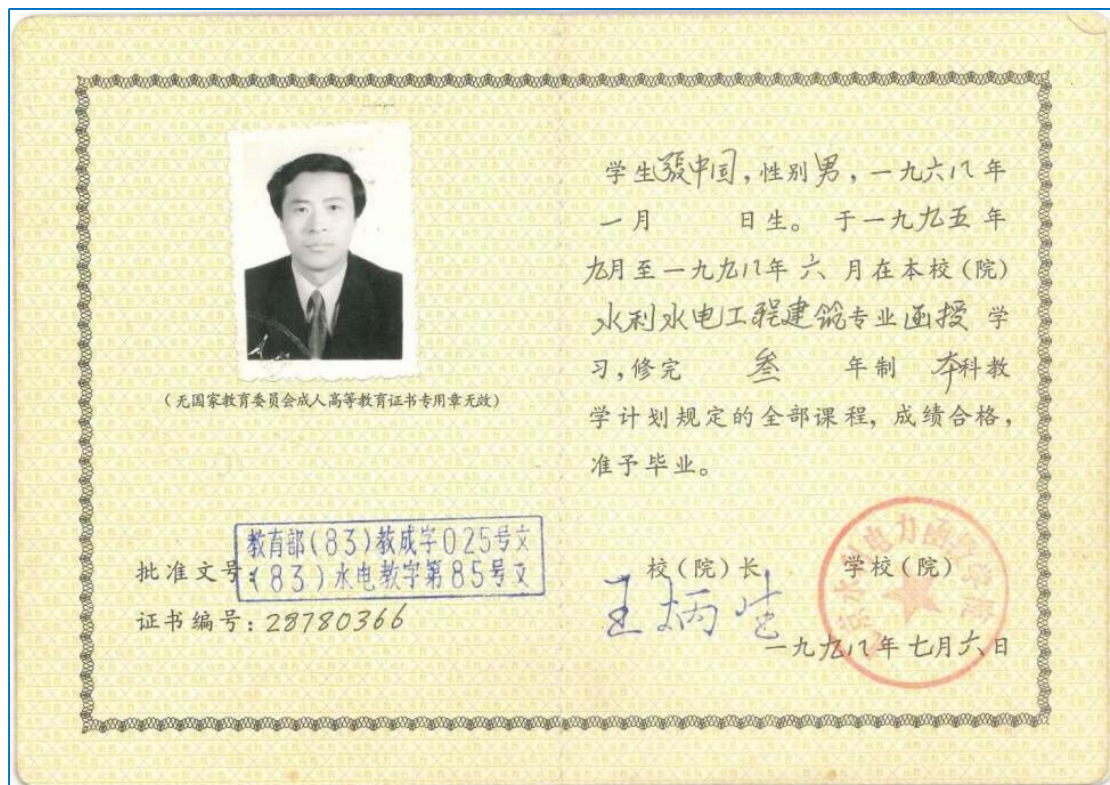 学生张中国,性别男,一九六八年
一月　　日生。于一九九五年
九月至一九九八年六月在本校(院)
水利水电工程建筑专业函授学
习,修完　叁　年制　本科教
学计划规定的全部课程,成绩合格,
准予毕业。
(无国家教育委员会成人高等教育证书专用章无效)
批准文号:
教育部(83)教成字025号文
(83)水电教字第85号文
证书编号:28780366
校(院)长
王炳生
学校(院)
一九九八年七月六日